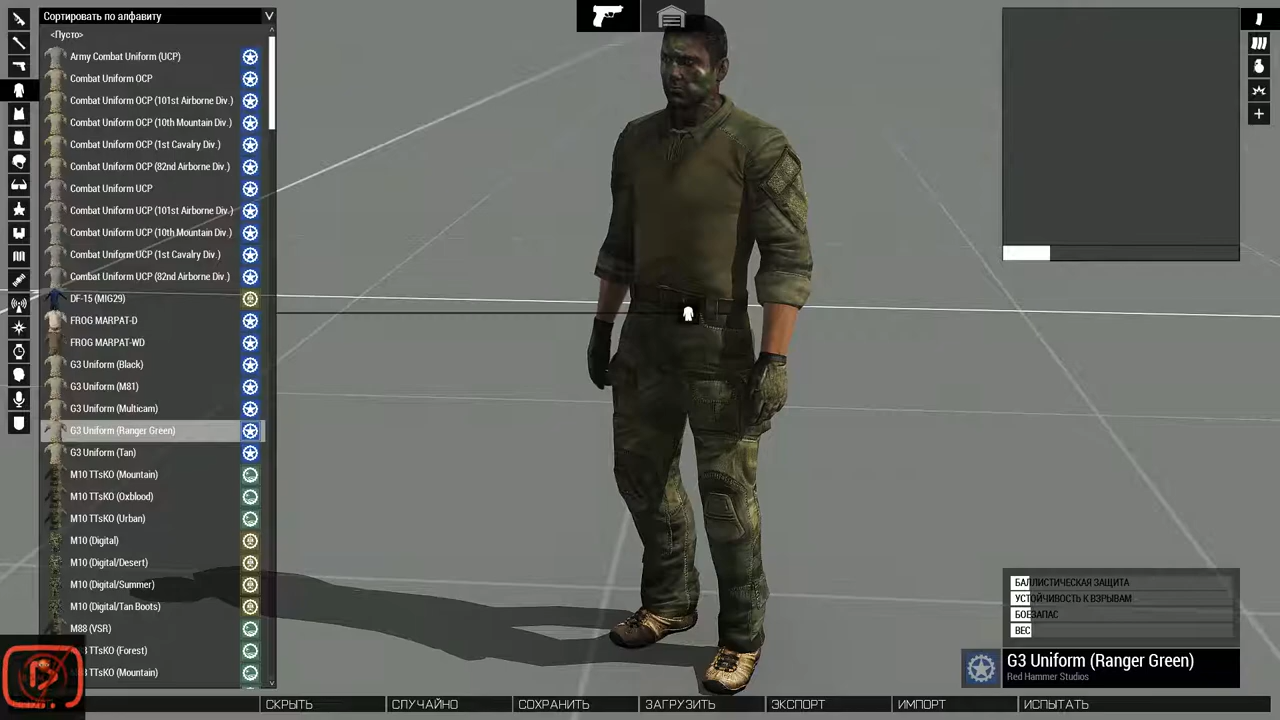 Сортировать по алфавиту
<Пусто>
Army Combat Uniform (UCP)
Combat Uniform OCP
Combat Uniform OCP (101st Airborne Div.)
Combat Uniform OCP (10th Mountain Div.)
Combat Uniform OCP (1st Cavalry Div.)
Combat Uniform OCP (82nd Airborne Div.)
Combat Uniform UCP
Combat Uniform UCP (101st Airborne Div.)
Combat Uniform UCP (10th Mountain Div.)
Combat Uniform UCP (1st Cavalry Div.)
Combat Uniform UCP (82nd Airborne Div.)
DF-15 (MIG29)
FROG MARPAT-D
FROG MARPAT-WD
G3 Uniform (Black)
G3 Uniform (M81)
G3 Uniform (Multicam)
G3 Uniform (Ranger Green)
G3 Uniform (Tan)
M10 TTsKO (Mountain)
M10 TTsKO (Oxblood)
M10 TTsKO (Urban)
M10 (Digital)
M10 (Digital/Desert)
M10 (Digital/Summer)
M10 (Digital/Tan Boots)
M88 (VSR)
TTsKO (Forest)
TTsKO (Mountain)
БАЛЛИСТИЧЕСКАЯ ЗАЩИТА
УСТОЙЧИВОСТЬ К ВЗРЫВАМ
БОЕЗАПАС
ВЕС
G3 Uniform (Ranger Green)
Red Hammer Studios
СКРЫТЬ СЛУЧАЙНО СОХРАНИТЬ ЗАГРУЗИТЬ ЭКСПОРТ ИМПОРТ ИСПЫТАТЬ